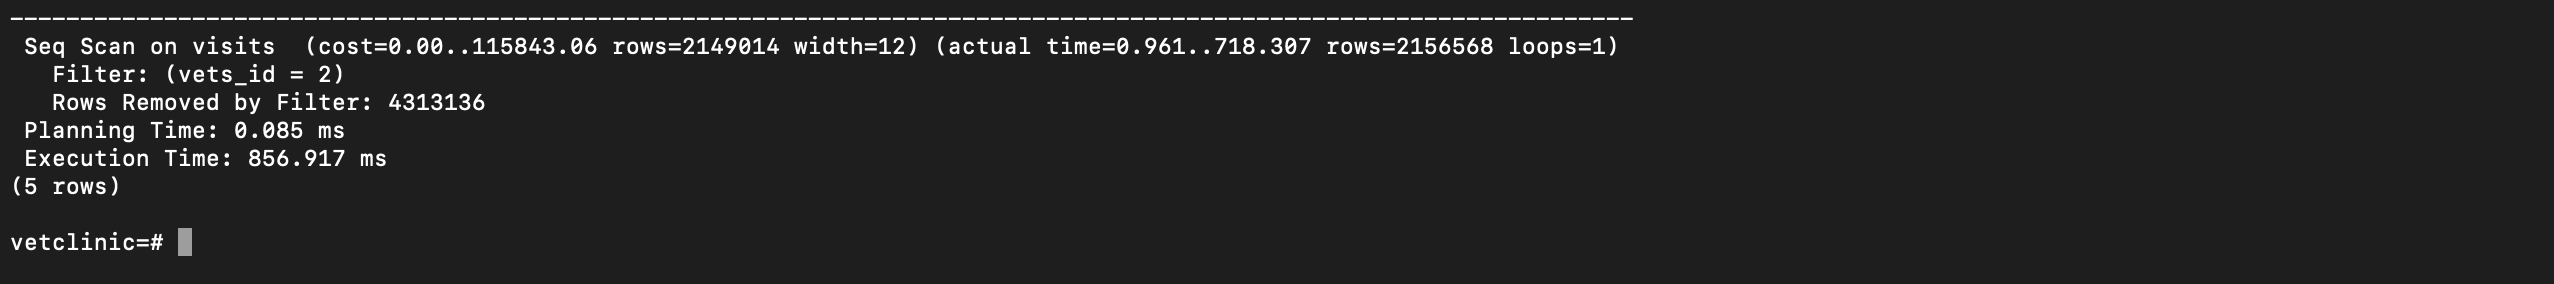 --------------------------------------------------------------------------------------------------------------------
Seq Scan on visits  (cost=0.00..115843.06 rows=2149014 width=12) (actual time=0.961..718.307 rows=2156568 loops=1)
Filter: (vets_id = 2)
Rows Removed by Filter: 4313136
Planning Time: 0.085 ms
Execution Time: 856.917 ms
(5 rows)
vetclinic=#